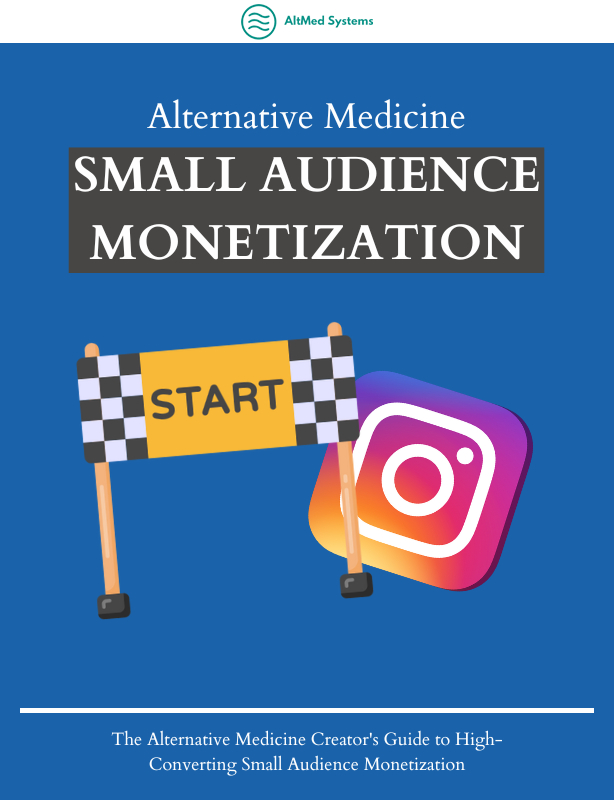 AltMed Systems
Alternative Medicine
SMALL AUDIENCE
MONETIZATION
START
The Alternative Medicine Creator's Guide to High-
Converting Small Audience Monetization